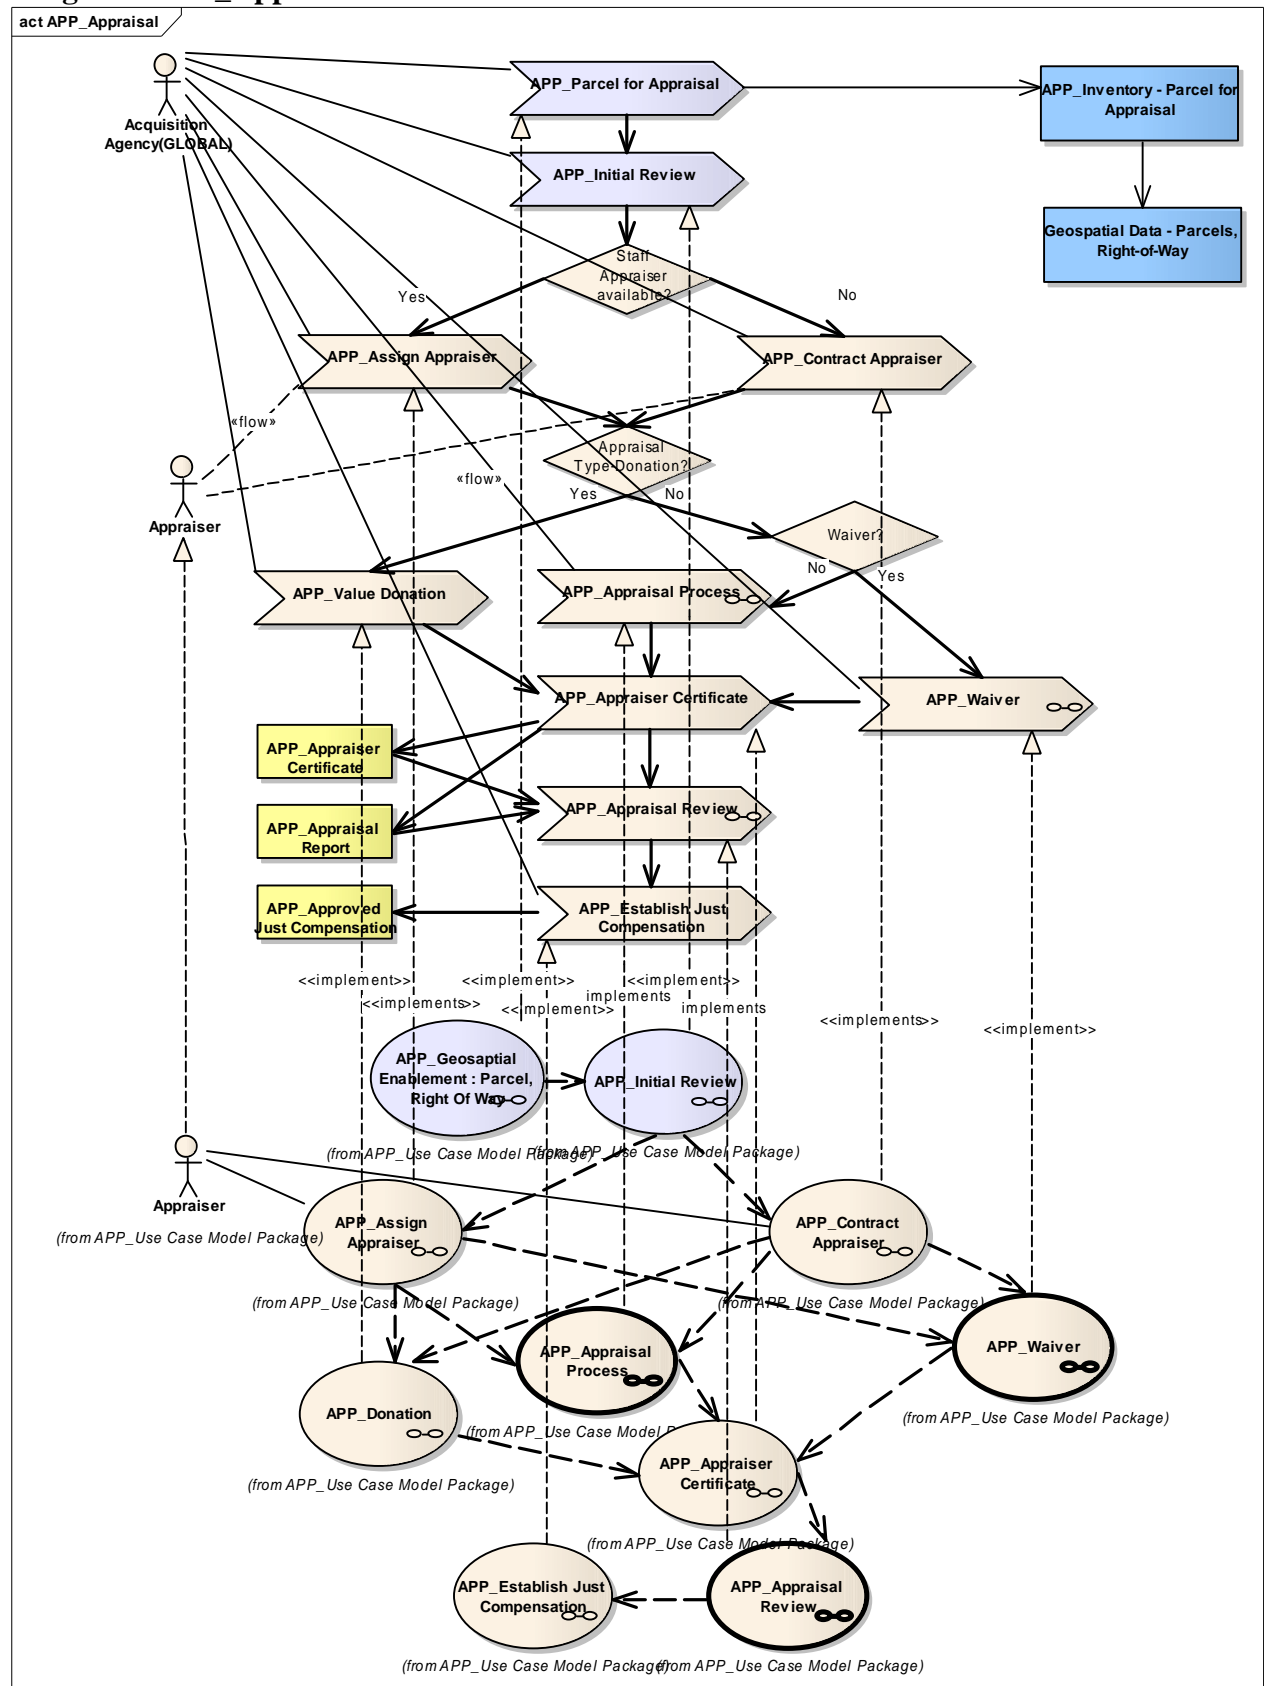 act APP_Appraisal
APP_Parcel for Appraisal
APP_Inventory - Parcel for
Appraisal
Acquisition
Agency(GLOBAL)
APP_Initial Review
Geospatial Data - Parcels,
Right-of-Way
Staff
Appraiser
available?
Yes
No
APP_Assign Appraiser
APP_Contract Appraiser
«flow»
Appraisal
Type-Donation?
«flow»
Yes
No
Appraiser
Waiver?
No
Yes
APP_Value Donation
APP_Appraisal Process
APP_Appraiser Certificate
APP_Waiver
APP_Appraiser
Certificate
APP_Appraisal Review
APP_Appraisal
Report
APP_Approved
Just Compensation
APP_Establish Just
Compensation
<<implement>>
<<implement>>
<<implement>>
implements
<<implements>>
<<implement>>
implements
<<implements>>
<<implement>>
APP_Geosaptial
Enablement : Parcel,
Right Of Way
APP_Initial Review
(from APP_Use Case Model Package)
(from APP_Use Case Model Package)
Appraiser
(from APP_Use Case Model Package)
APP_Assign
Appraiser
APP_Contract
Appraiser
(from APP_Use Case Model Package)
(from APP_Use Case Model Package)
APP_Appraisal
Process
APP_Waiver
APP_Donation
(from APP_Use Case Model P
(from APP_Use Case Model Package)
APP_Appraiser
Certificate
(from APP_Use Case Model Package)
(from APP_Use Case Model Package)
APP_Establish Just
Compensation
APP_Appraisal
Review
(from APP_Use Case Model Package)
(from APP_Use Case Model Package)